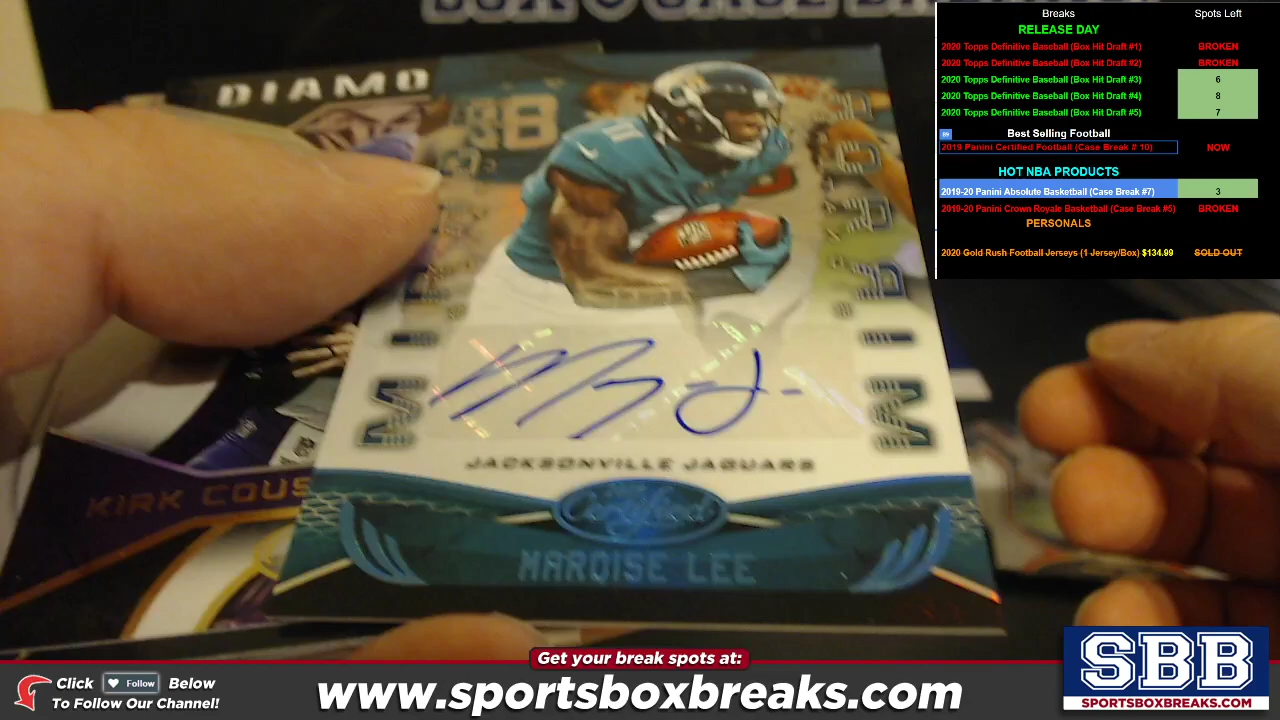 DIAMO
MARQISE LEE
JACKSONVILLE JAGUARS
Certified
KIRK COUS
Breaks Spots Left
RELEASE DAY
2020 Topps Definitive Baseball (Box Hit Draft #1) BROKEN
2020 Topps Definitive Baseball (Box Hit Draft #2) BROKEN
2020 Topps Definitive Baseball (Box Hit Draft #3) 6
2020 Topps Definitive Baseball (Box Hit Draft #4) 8
2020 Topps Definitive Baseball (Box Hit Draft #5) 7
89 Best Selling Football
2019 Panini Certified Football (Case Break # 10) NOW
HOT NBA PRODUCTS
2019-20 Panini Absolute Basketball (Case Break #7) 3
2019-20 Panini Crown Royale Basketball (Case Break #5) BROKEN
PERSONALS
2020 Gold Rush Football Jerseys (1 Jersey/Box) $134.99 SOLD OUT
Get your break spots at:
Click Follow Below
To Follow Our Channel!
www.sportsboxbreaks.com
SBB
SPORTSBOXBREAKS.COM